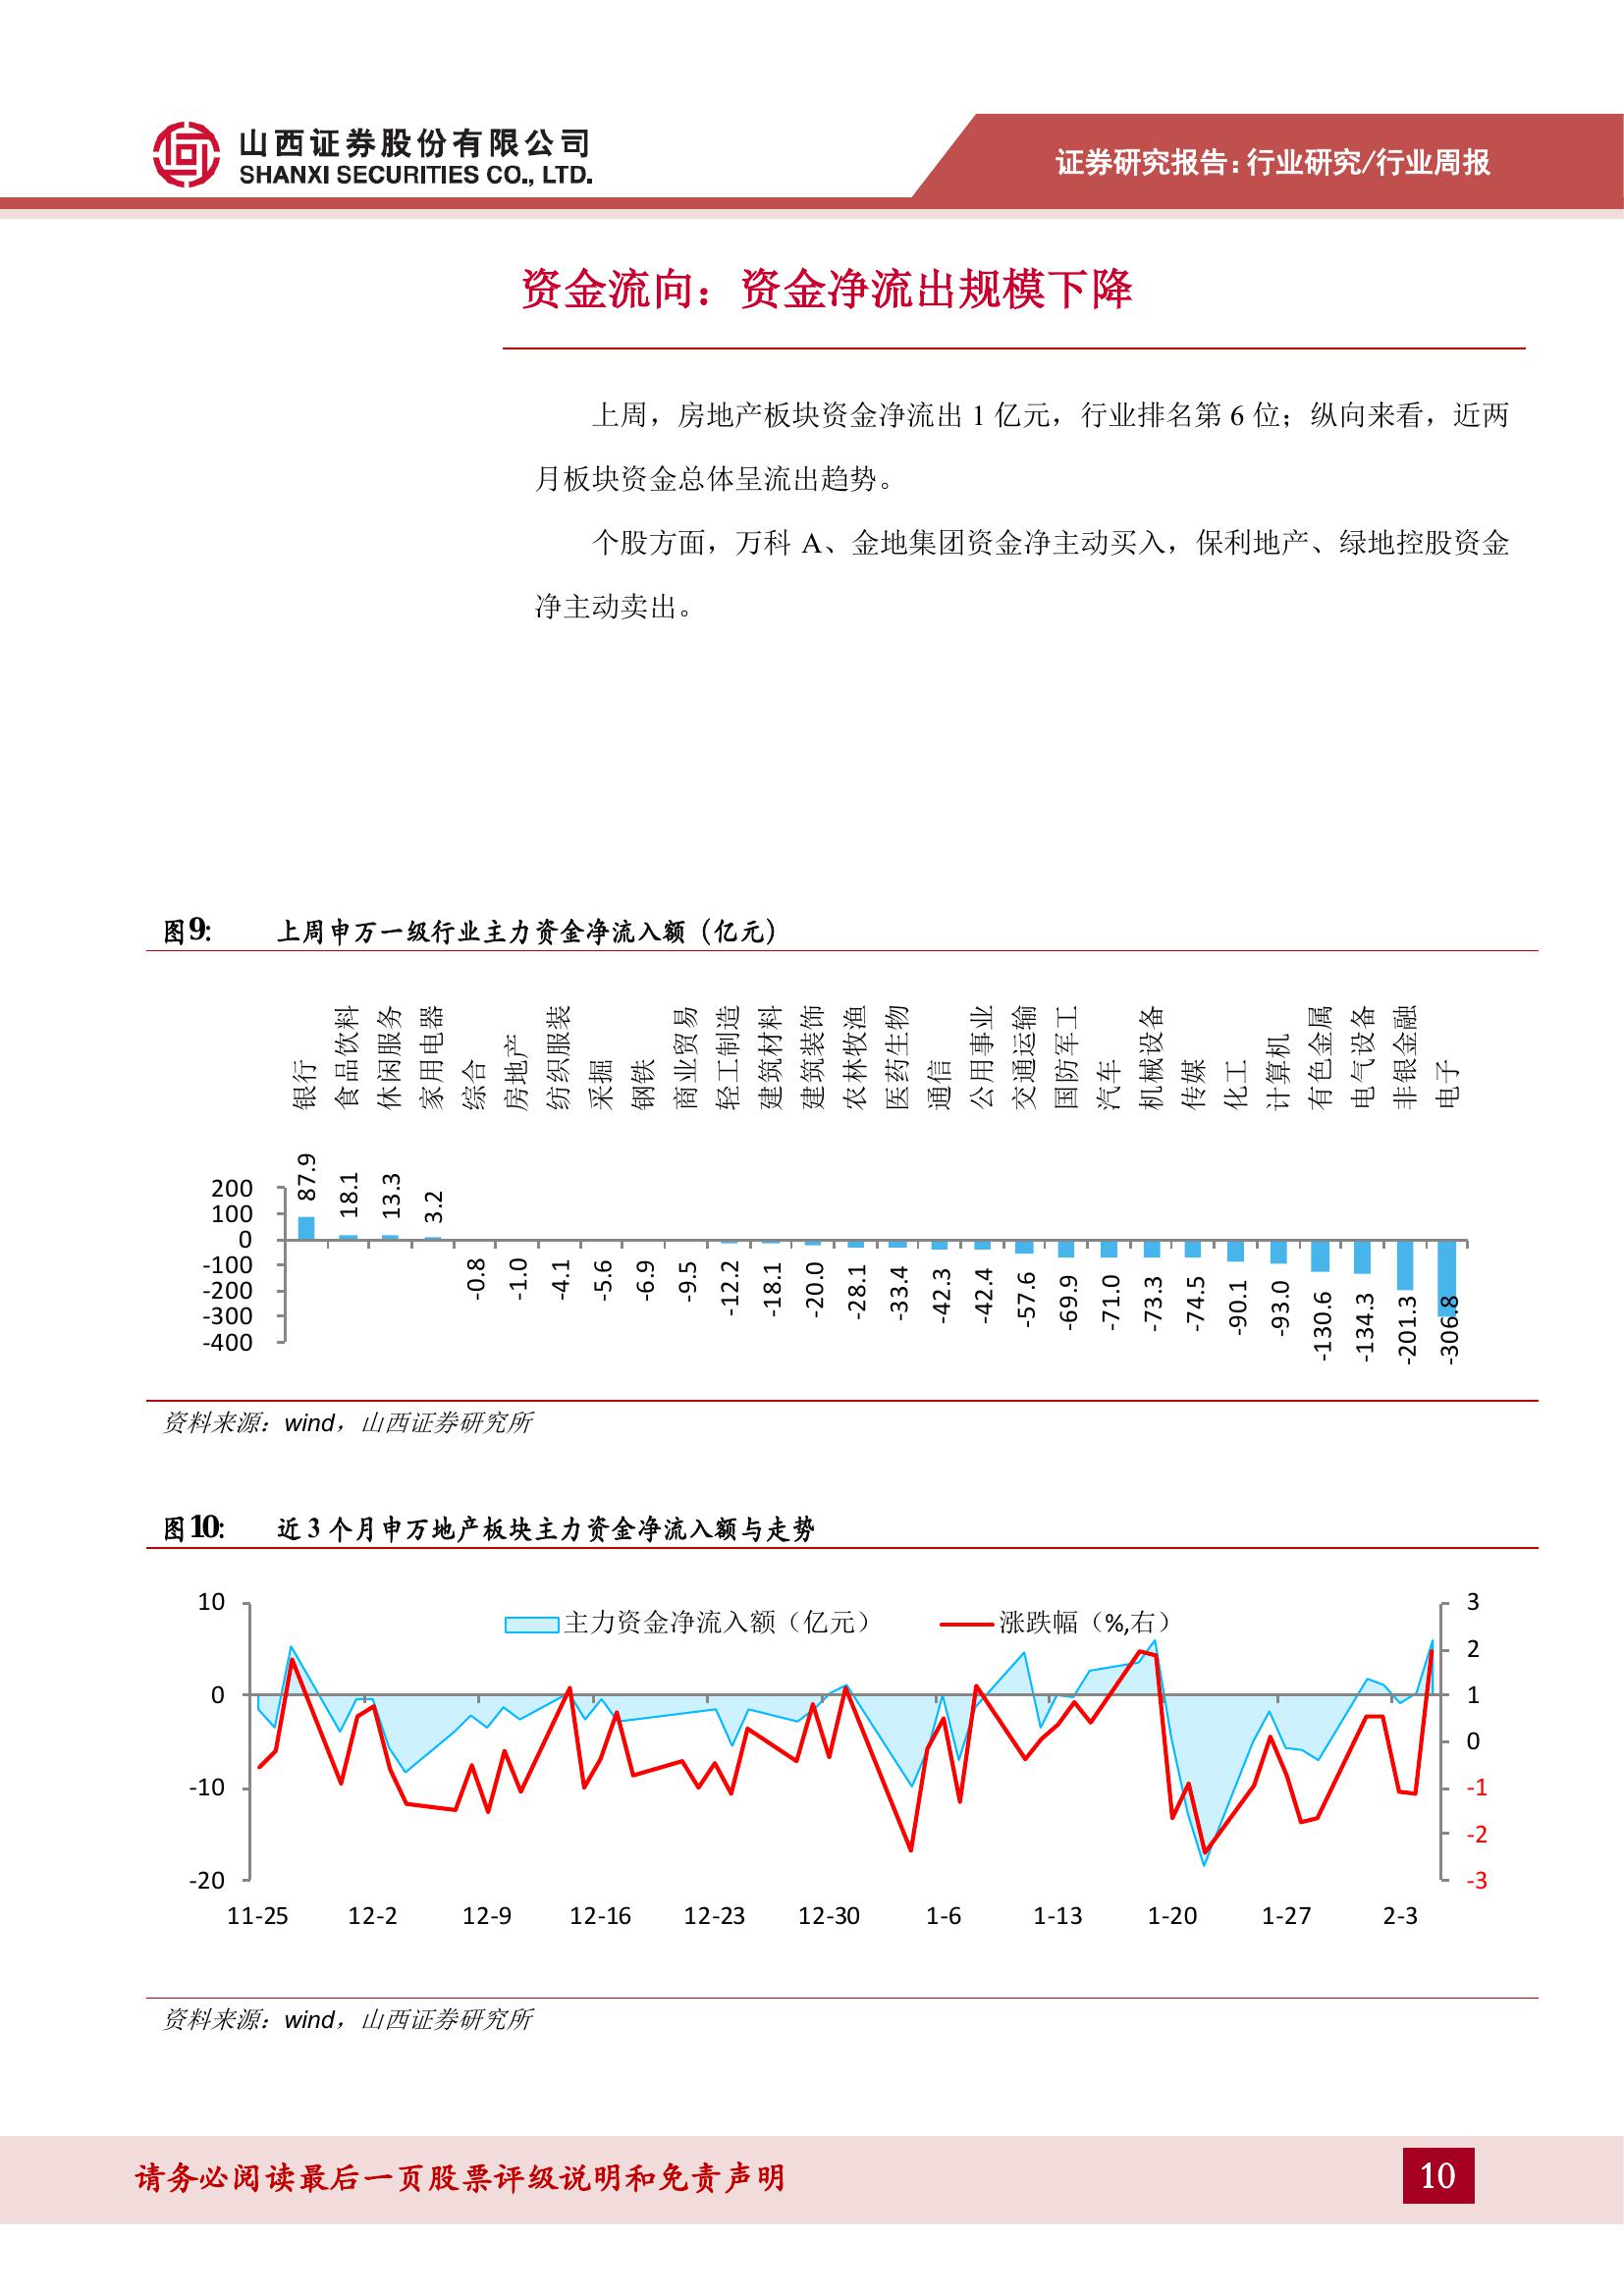 山西证券股份有限公司
SHANXI SECURITIES CO., LTD.
证券研究报告:行业研究/行业周报
资金流向：资金净流出规模下降
上周，房地产板块资金净流出 1 亿元，行业排名第 6 位；纵向来看，近两
月板块资金总体呈流出趋势。
个股方面，万科 A、金地集团资金净主动买入，保利地产、绿地控股资金
净主动卖出。
图9: 上周申万一级行业主力资金净流入额（亿元）
银行 食品饮料 休闲服务 家用电器 综合 房地产 纺织服装 采掘 钢铁 商业贸易 轻工制造 建筑材料 建筑装饰 农林牧渔 医药生物 通信 公用事业 交通运输 国防军工 汽车 机械设备 传媒 化工 计算机 有色金属 电气设备 非银金融 电子
87.9 18.1 13.3 3.2
200
100
0
-100
-200
-300
-400
-0.8 -1.0 -4.1 -5.6 -6.9 -9.5 -12.2 -18.1 -20.0 -28.1 -33.4 -42.3 -42.4 -57.6 -69.9 -71.0 -73.3 -74.5 -90.1 -93.0 -130.6 -134.3 -201.3 -306.8
资料来源：wind，山西证券研究所
图10: 近 3 个月申万地产板块主力资金净流入额与走势
主力资金净流入额（亿元） 涨跌幅（%,右）
10
0
-10
-20
3
2
1
0
-1
-2
-3
11-25 12-2 12-9 12-16 12-23 12-30 1-6 1-13 1-20 1-27 2-3
资料来源：wind，山西证券研究所
请务必阅读最后一页股票评级说明和免责声明
10